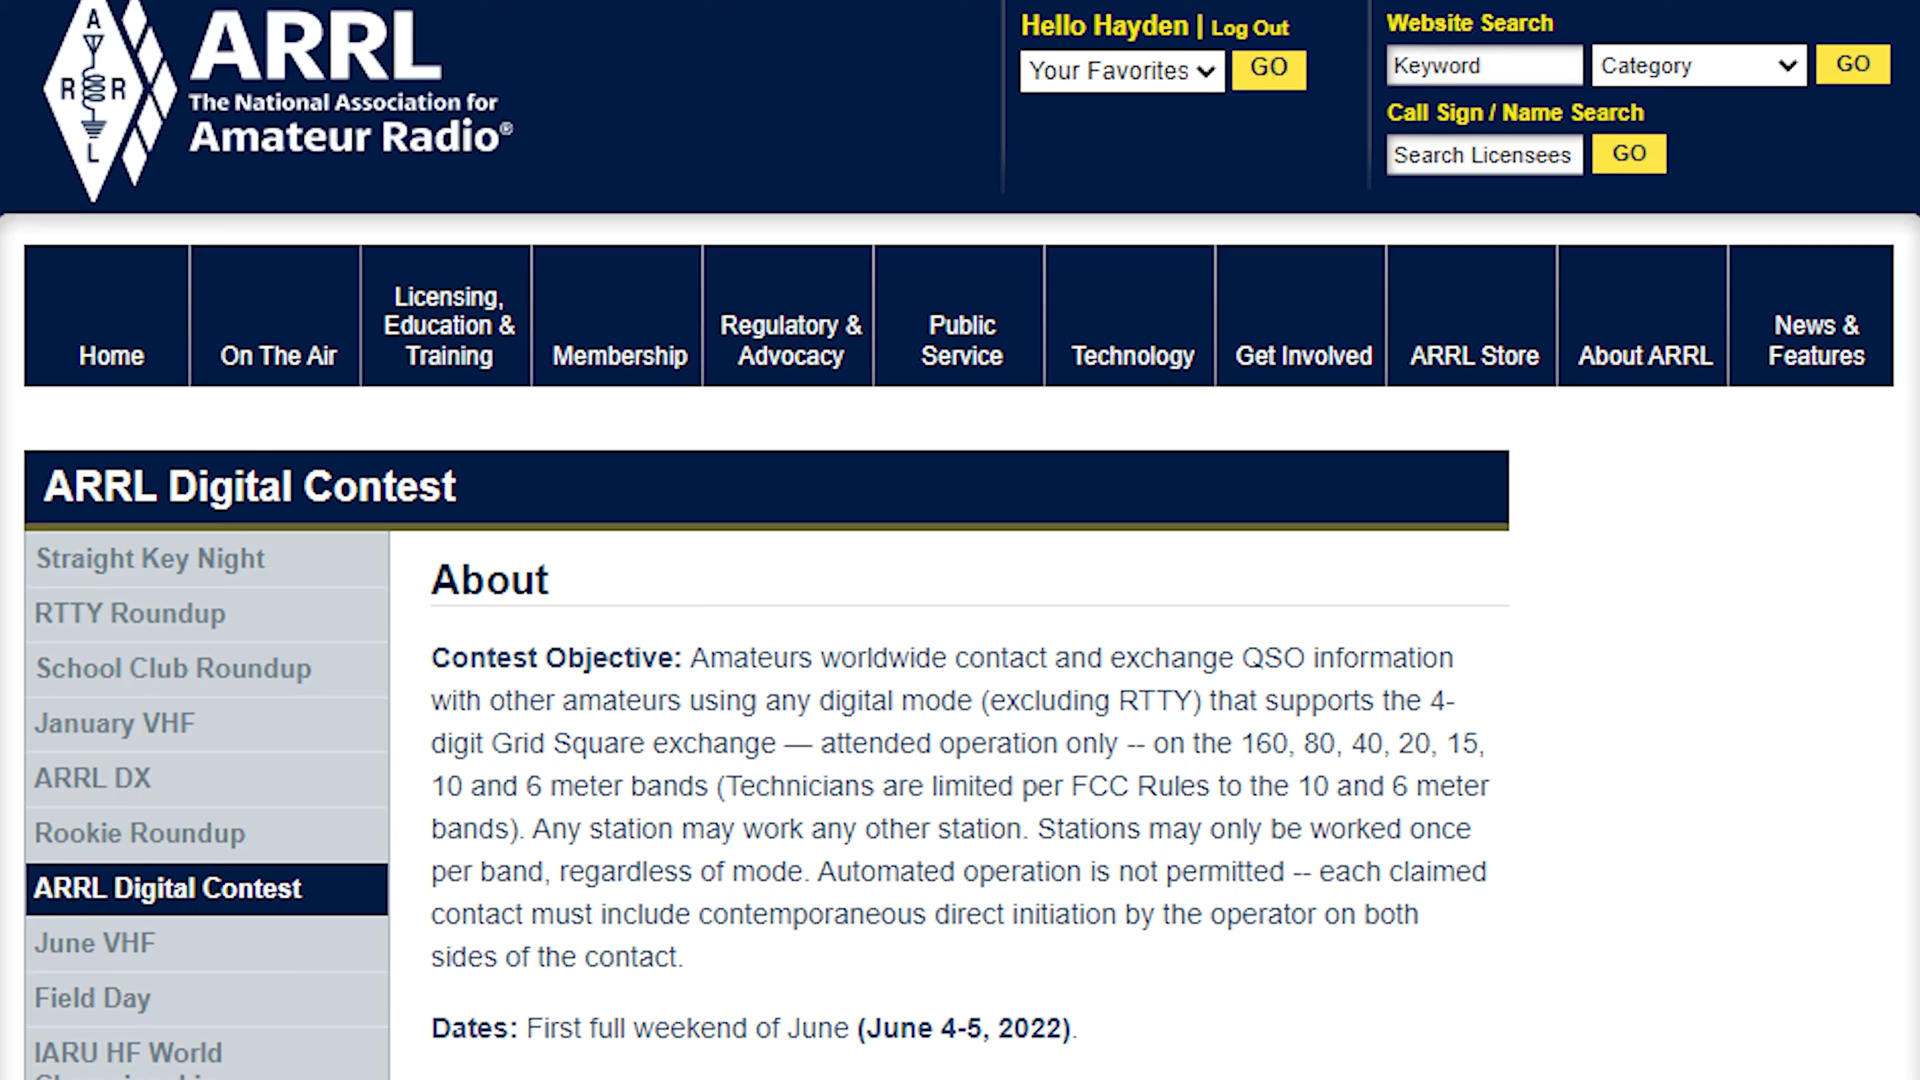 A
R R
L
ARRL
The National Association for
Amateur Radio®
Hello Hayden | Log Out
Your Favorites GO
Website Search
Keyword Category GO
Call Sign / Name Search
Search Licensees GO
Home
On The Air
Licensing,
Education &
Training
Membership
Regulatory &
Advocacy
Public
Service
Technology
Get Involved
ARRL Store
About ARRL
News &
Features
ARRL Digital Contest
Straight Key Night
RTTY Roundup
School Club Roundup
January VHF
ARRL DX
Rookie Roundup
ARRL Digital Contest
June VHF
Field Day
IARU HF World
About
Contest Objective: Amateurs worldwide contact and exchange QSO information
with other amateurs using any digital mode (excluding RTTY) that supports the 4-
digit Grid Square exchange — attended operation only -- on the 160, 80, 40, 20, 15,
10 and 6 meter bands (Technicians are limited per FCC Rules to the 10 and 6 meter
bands). Any station may work any other station. Stations may only be worked once
per band, regardless of mode. Automated operation is not permitted -- each claimed
contact must include contemporaneous direct initiation by the operator on both
sides of the contact.
Dates: First full weekend of June (June 4-5, 2022).